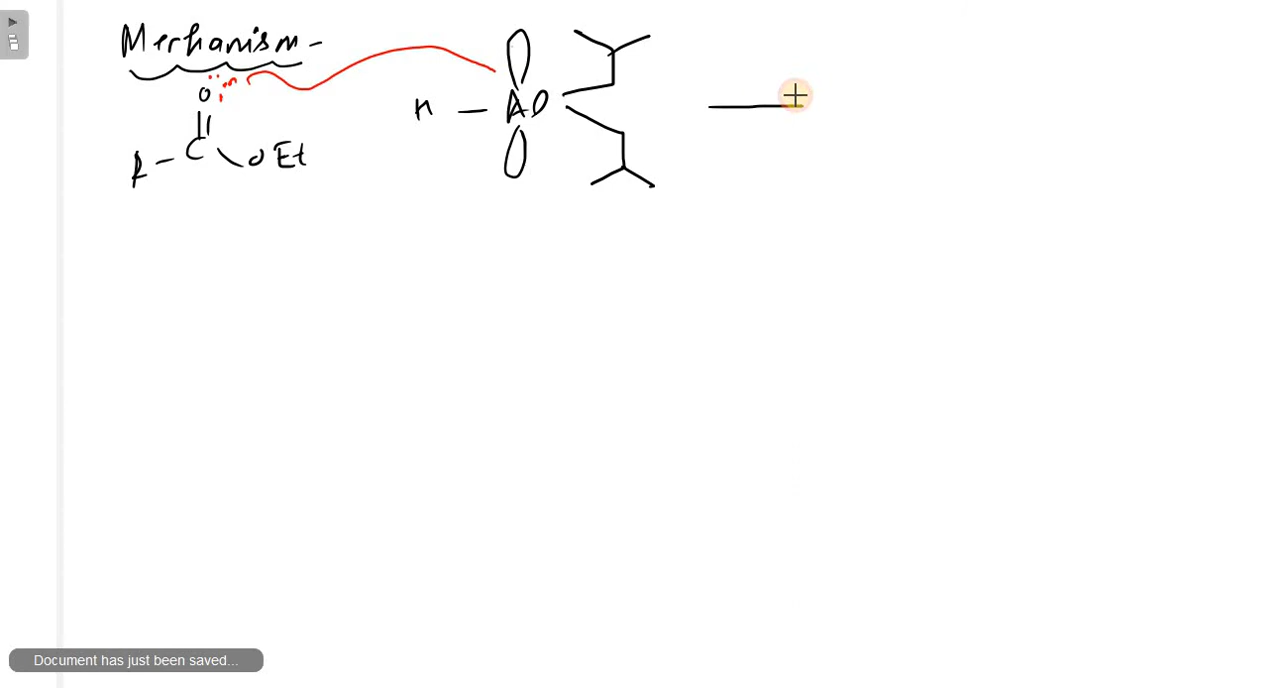 Mechanism -
O
H - Al
R - C OEt
Document has just been saved...